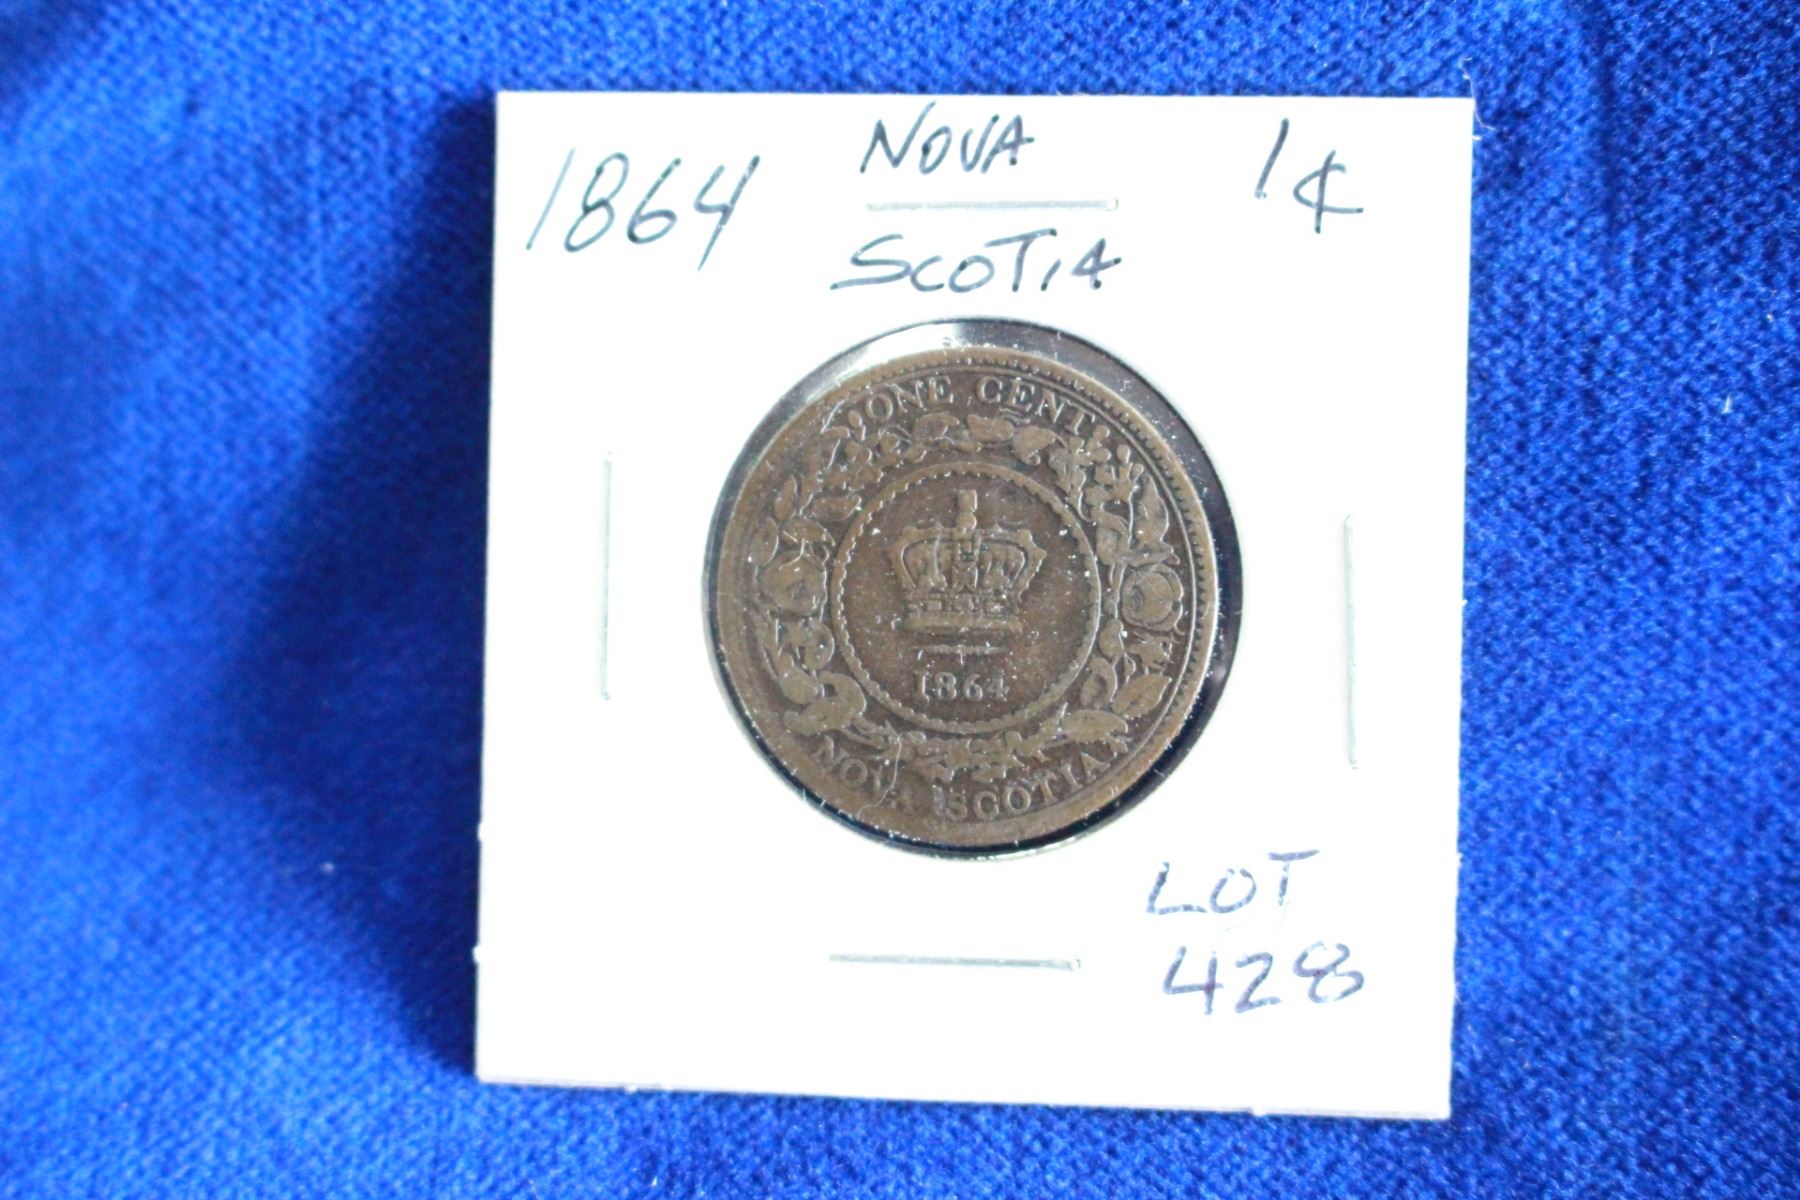 1864 NOVA 1¢
SCOTIA
ONE CENT
1864
NOVA SCOTIA
LOT
428